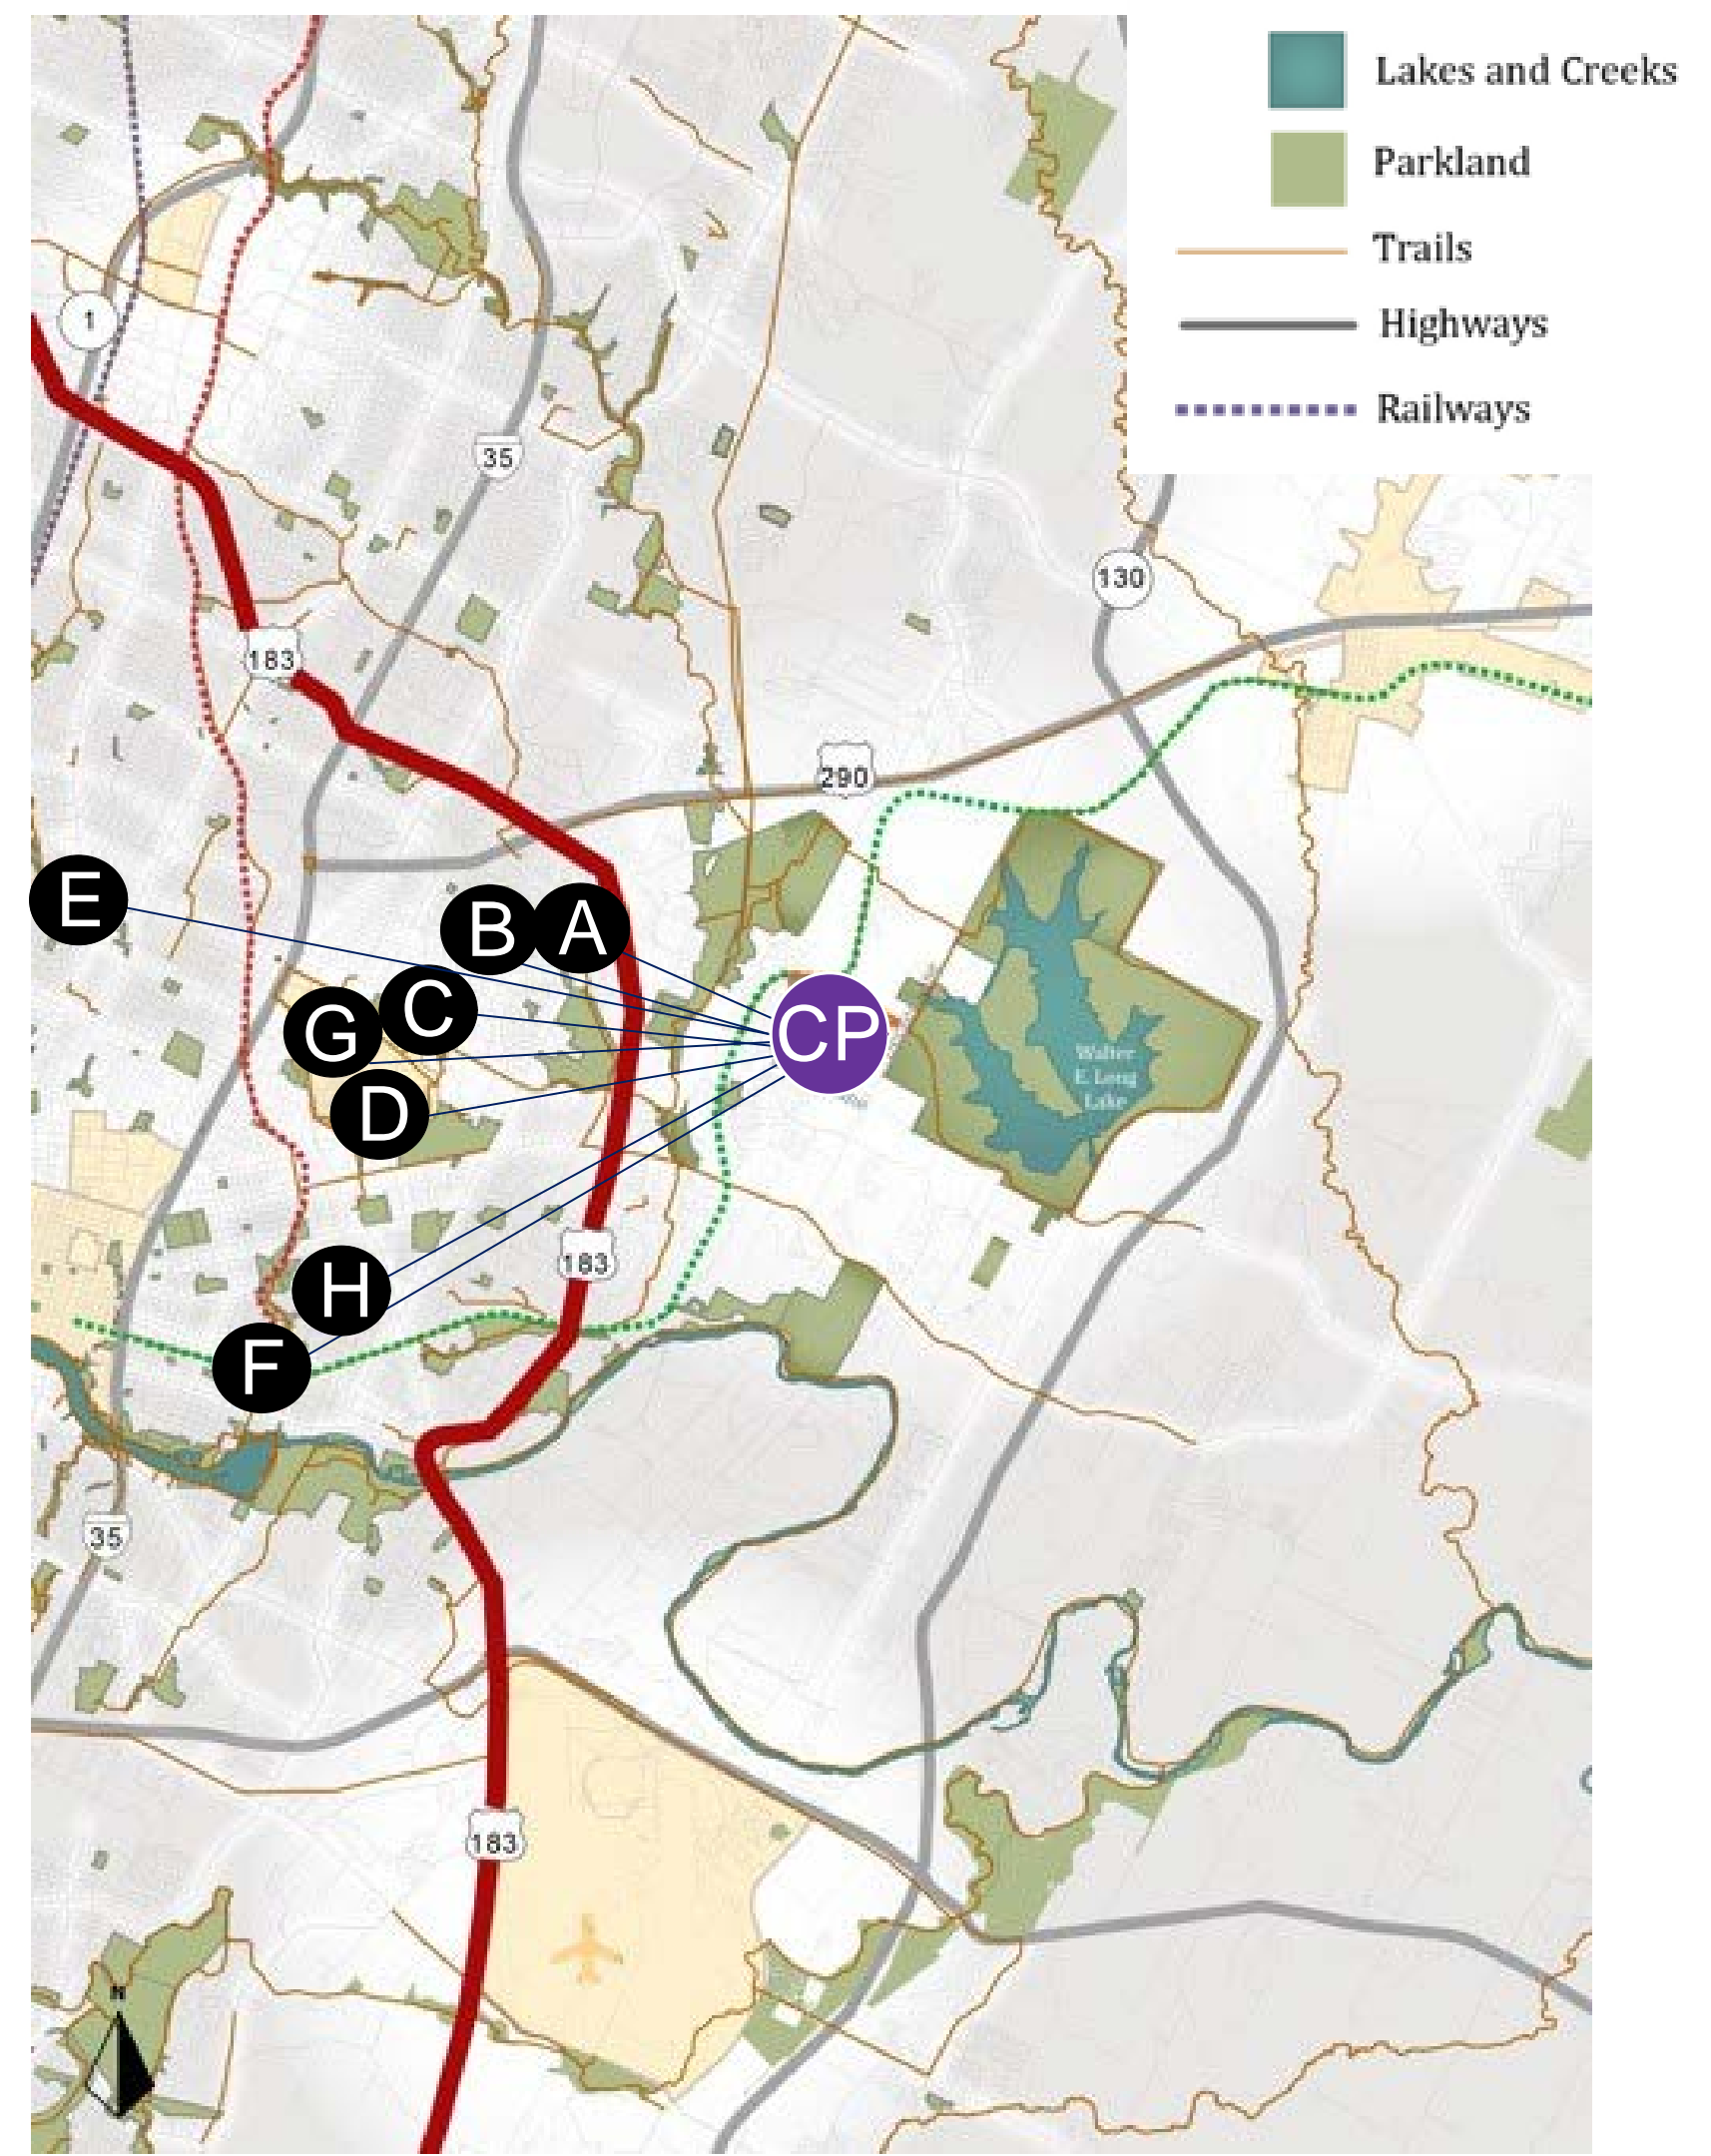 Lakes and Creeks
Parkland
Trails
Highways
Railways
1
35
130
183
290
E
B
A
G
C
CP
D
Walter
E Long
Lake
183
H
F
35
183
N